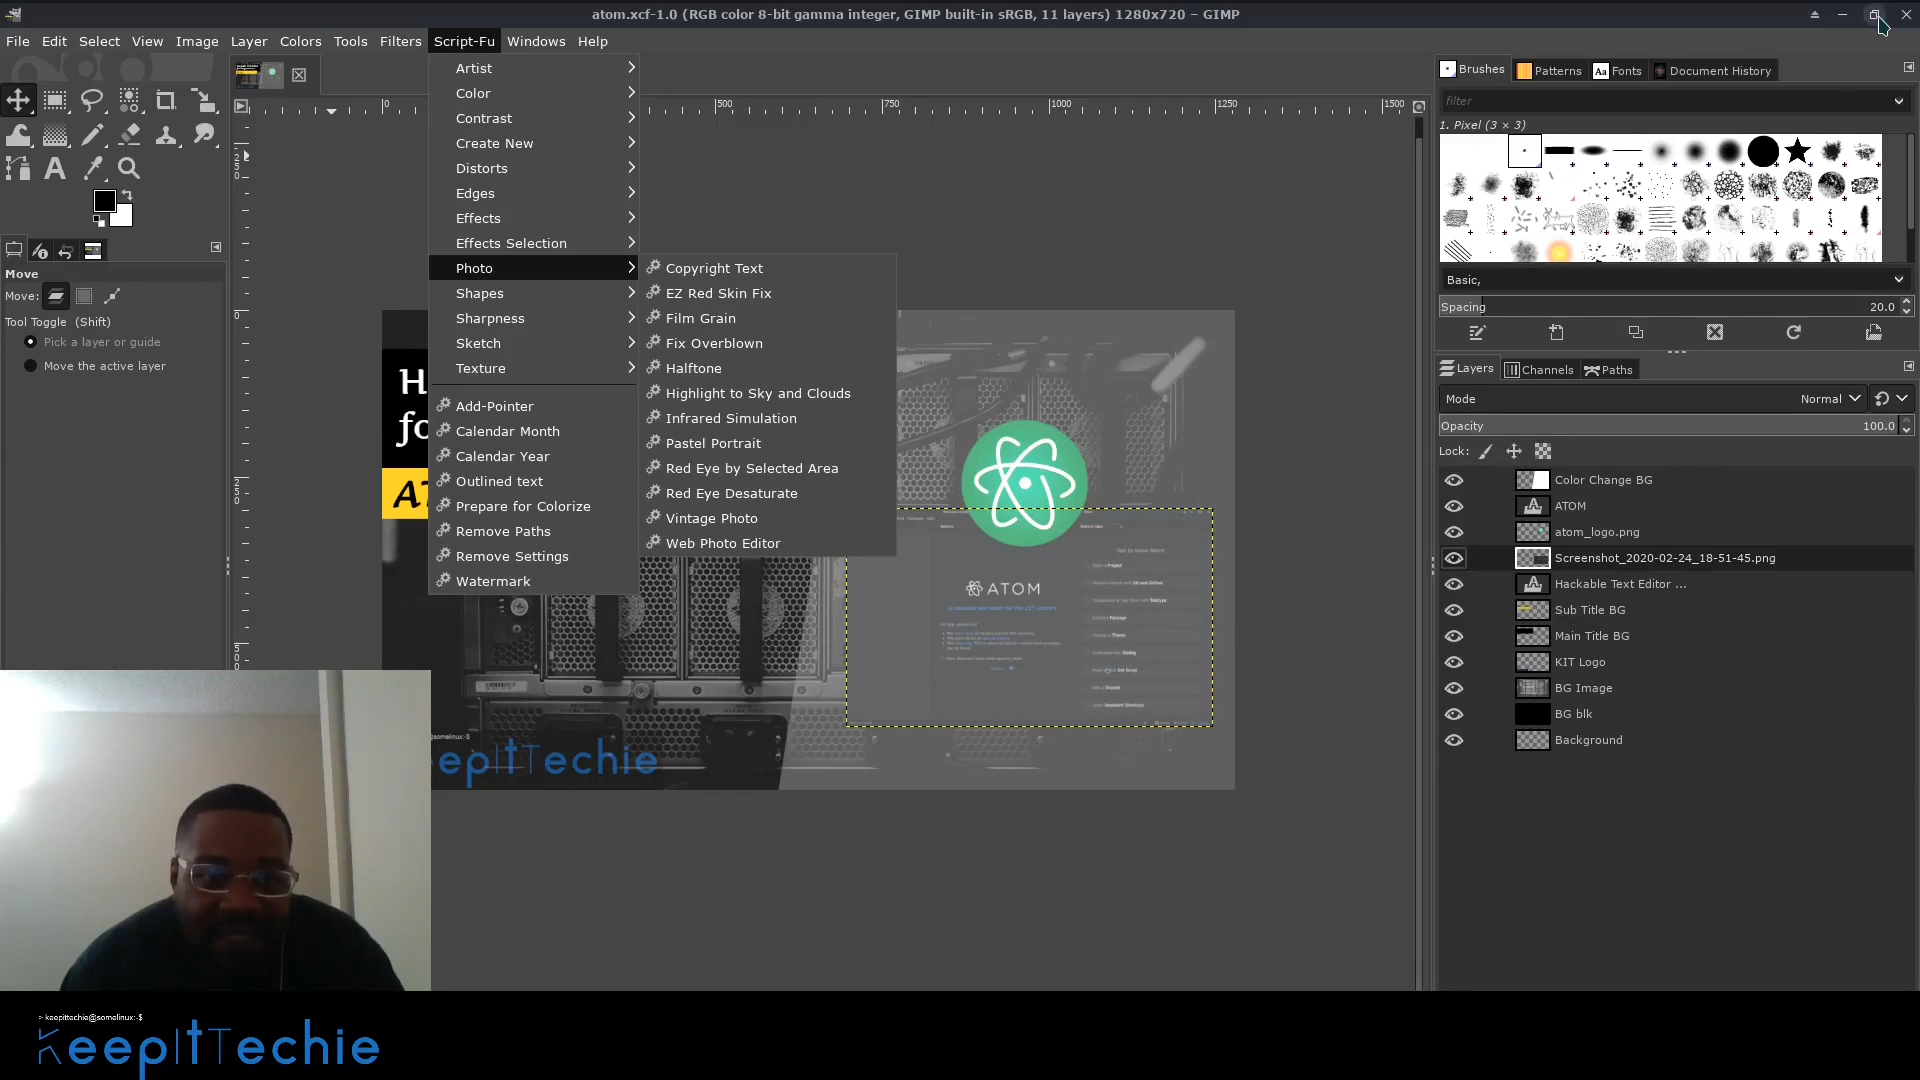 atom.xcf-1.0 (RGB color 8-bit gamma integer, GIMP built-in sRGB, 11 layers) 1280x720 – GIMP
File Edit Select View Image Layer Colors Tools Filters Script-Fu Windows Help
Artist
Color
Contrast
Create New
Distorts
Edges
Effects
Effects Selection
Photo
Shapes
Sharpness
Sketch
Texture
Add-Pointer
Calendar Month
Calendar Year
Outlined text
Prepare for Colorize
Remove Paths
Remove Settings
Watermark
Copyright Text
EZ Red Skin Fix
Film Grain
Fix Overblown
Halftone
Highlight to Sky and Clouds
Infrared Simulation
Pastel Portrait
Red Eye by Selected Area
Red Eye Desaturate
Vintage Photo
Web Photo Editor
0 500 750 1000 1250 1500
0
250
500
Move
Move:
Tool Toggle (Shift)
Pick a layer or guide
Move the active layer
ATOM
Brushes Patterns Fonts Document History
filter
1. Pixel (3 × 3)
Basic,
Spacing 20.0
Layers Channels Paths
Mode Normal
Opacity 100.0
Lock:
Color Change BG
ATOM
atom_logo.png
Screenshot_2020-02-24_18-51-45.png
Hackable Text Editor ...
Sub Title BG
Main Title BG
KIT Logo
BG Image
BG blk
Background
@somelinux:-$
epITTechie
> keepittechie@somelinux:-$
KeepITTechie